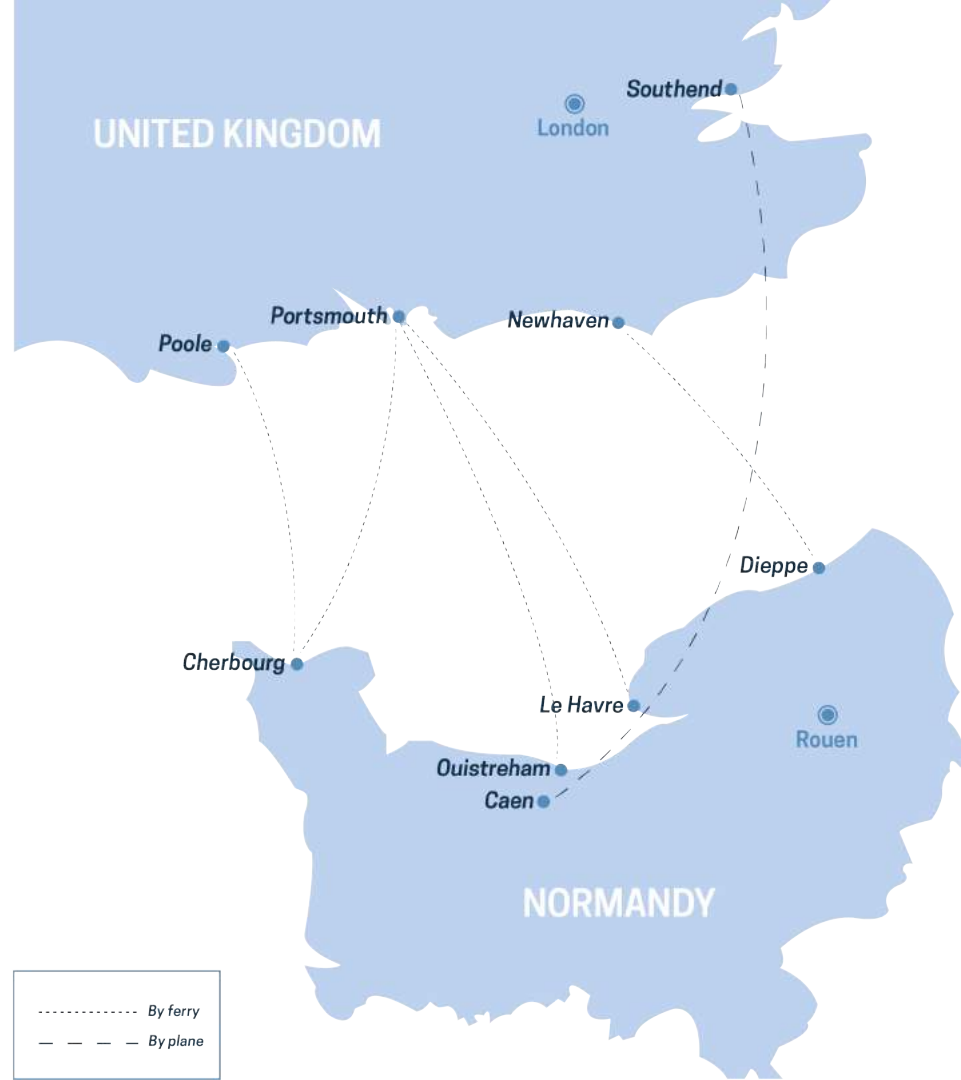 Southend
London
UNITED KINGDOM
Portsmouth
Newhaven
Poole
Dieppe
Cherbourg
Le Havre
Rouen
Ouistreham
Caen
NORMANDY
By ferry
By plane